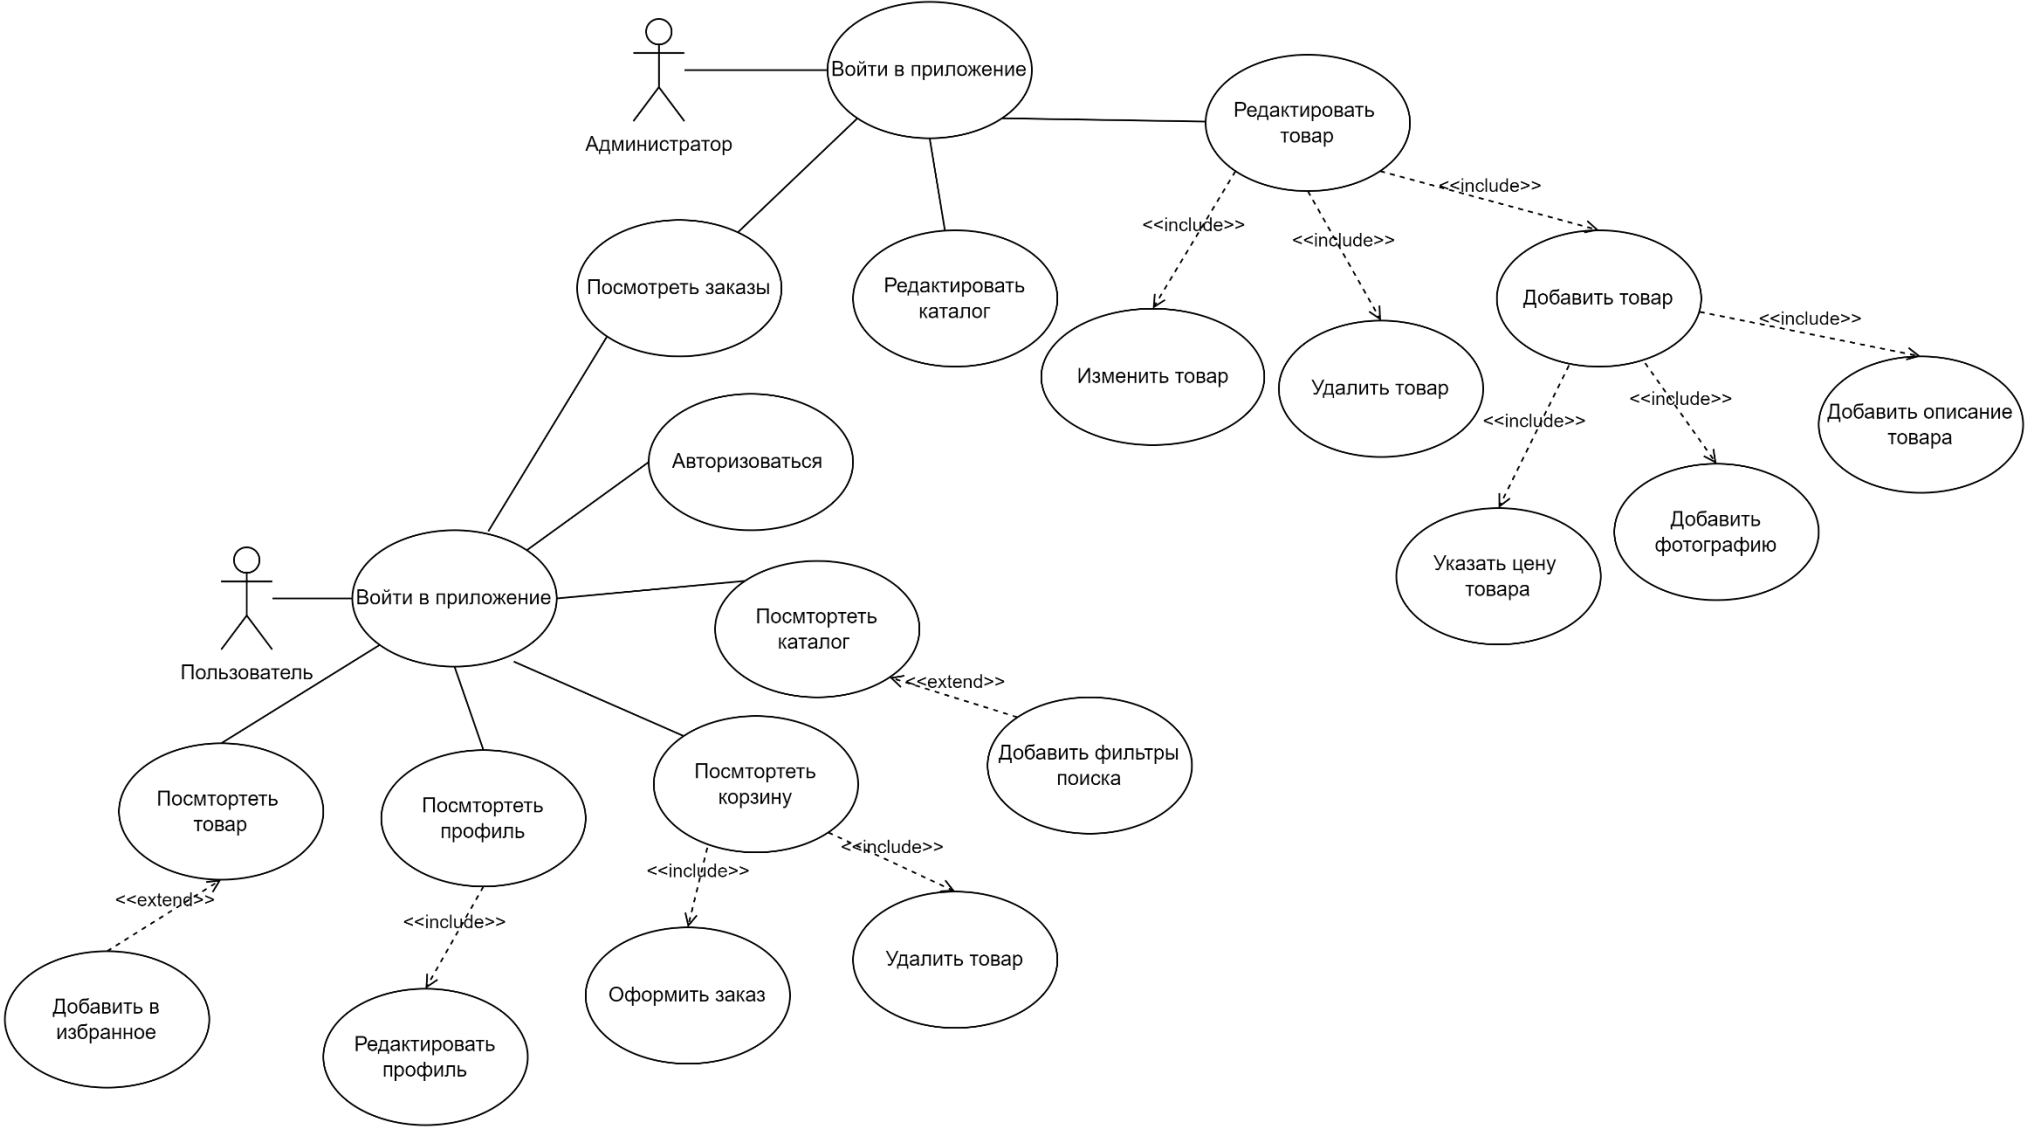 Войти в приложение
Администратор
Редактировать
товар
<<include>>
<<include>>
<<include>>
Посмотреть заказы
Редактировать
каталог
Добавить товар
<<include>>
Изменить товар
Удалить товар
<<include>>
<<include>>
Добавить описание
товара
Авторизоваться
Добавить
фотографию
Указать цену
товара
Войти в приложение
Пользователь
Посмтортеть
каталог
<<extend>>
Добавить фильтры
поиска
Посмтортеть
товар
Посмтортеть
профиль
Посмтортеть
корзину
<<include>>
<<include>>
<<extend>>
<<include>>
Удалить товар
Оформить заказ
Добавить в
избранное
Редактировать
профиль